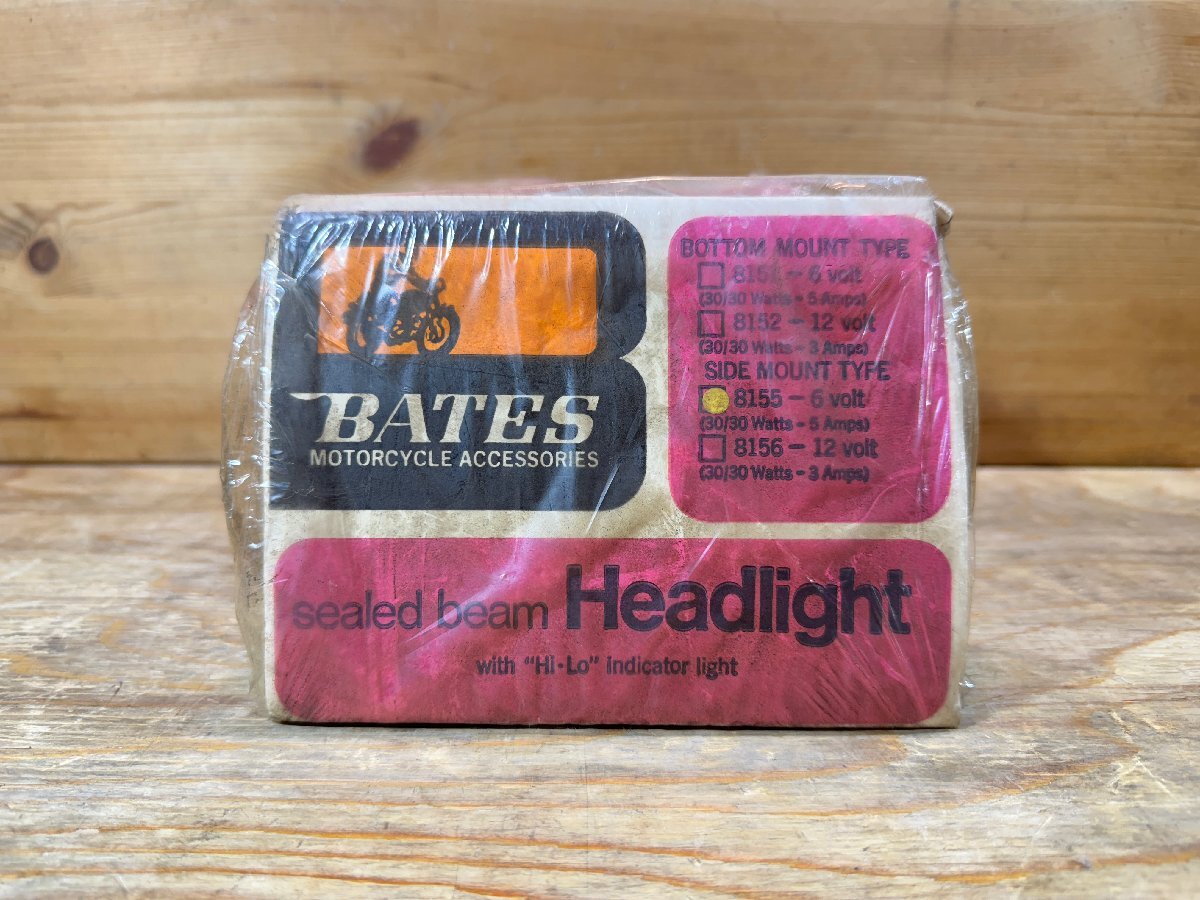 BATES
MOTORCYCLE ACCESSORIES
BOTTOM MOUNT TYPE
6 volt
(30/30 Watts - 5 Amps)
8152 - 12 volt
(30/30 Watts - 3 Amps)
SIDE MOUNT TYPE
8155 - 6 volt
(30/30 Watts - 5 Amps)
8156 - 12 volt
(30/30 Watts - 3 Amps)
sealed beam Headlight
with "Hi·Lo" indicator light